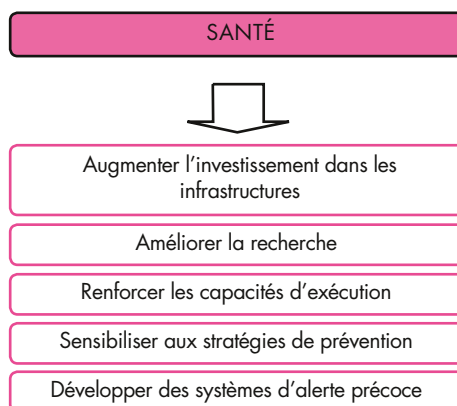 SANTÉ
Augmenter l’investissement dans les
infrastructures
Améliorer la recherche
Renforcer les capacités d’exécution
Sensibiliser aux stratégies de prévention
Développer des systèmes d’alerte précoce